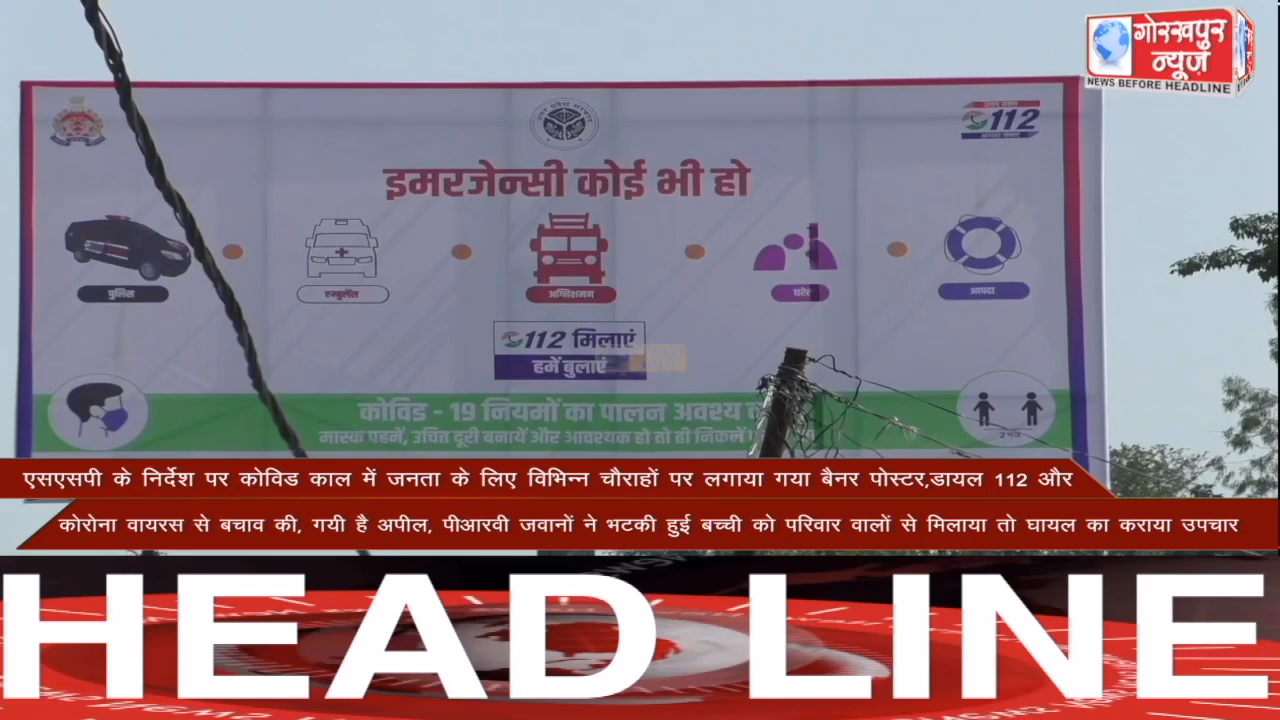 गोरखपुर
न्यूज़
NEWS BEFORE HEADLINE
112
इमरजेन्सी कोई भी हो
पुलिस
एम्बुलेंस
अग्निशमन
आपदा
112 मिलाएं
हमें बुलाएं
कोविड - 19 नियमों का पालन अवश्य
मास्क पहनें, उचित दूरी बनायें और आवश्यक हो तो ही निकलें
एसएसपी के निर्देश पर कोविड काल में जनता के लिए विभिन्न चौराहों पर लगाया गया बैनर पोस्टर,डायल 112 और
कोरोना वायरस से बचाव की, गयी है अपील, पीआरवी जवानों ने भटकी हुई बच्ची को परिवार वालों से मिलाया तो घायल का कराया उपचार
HEAD LINE